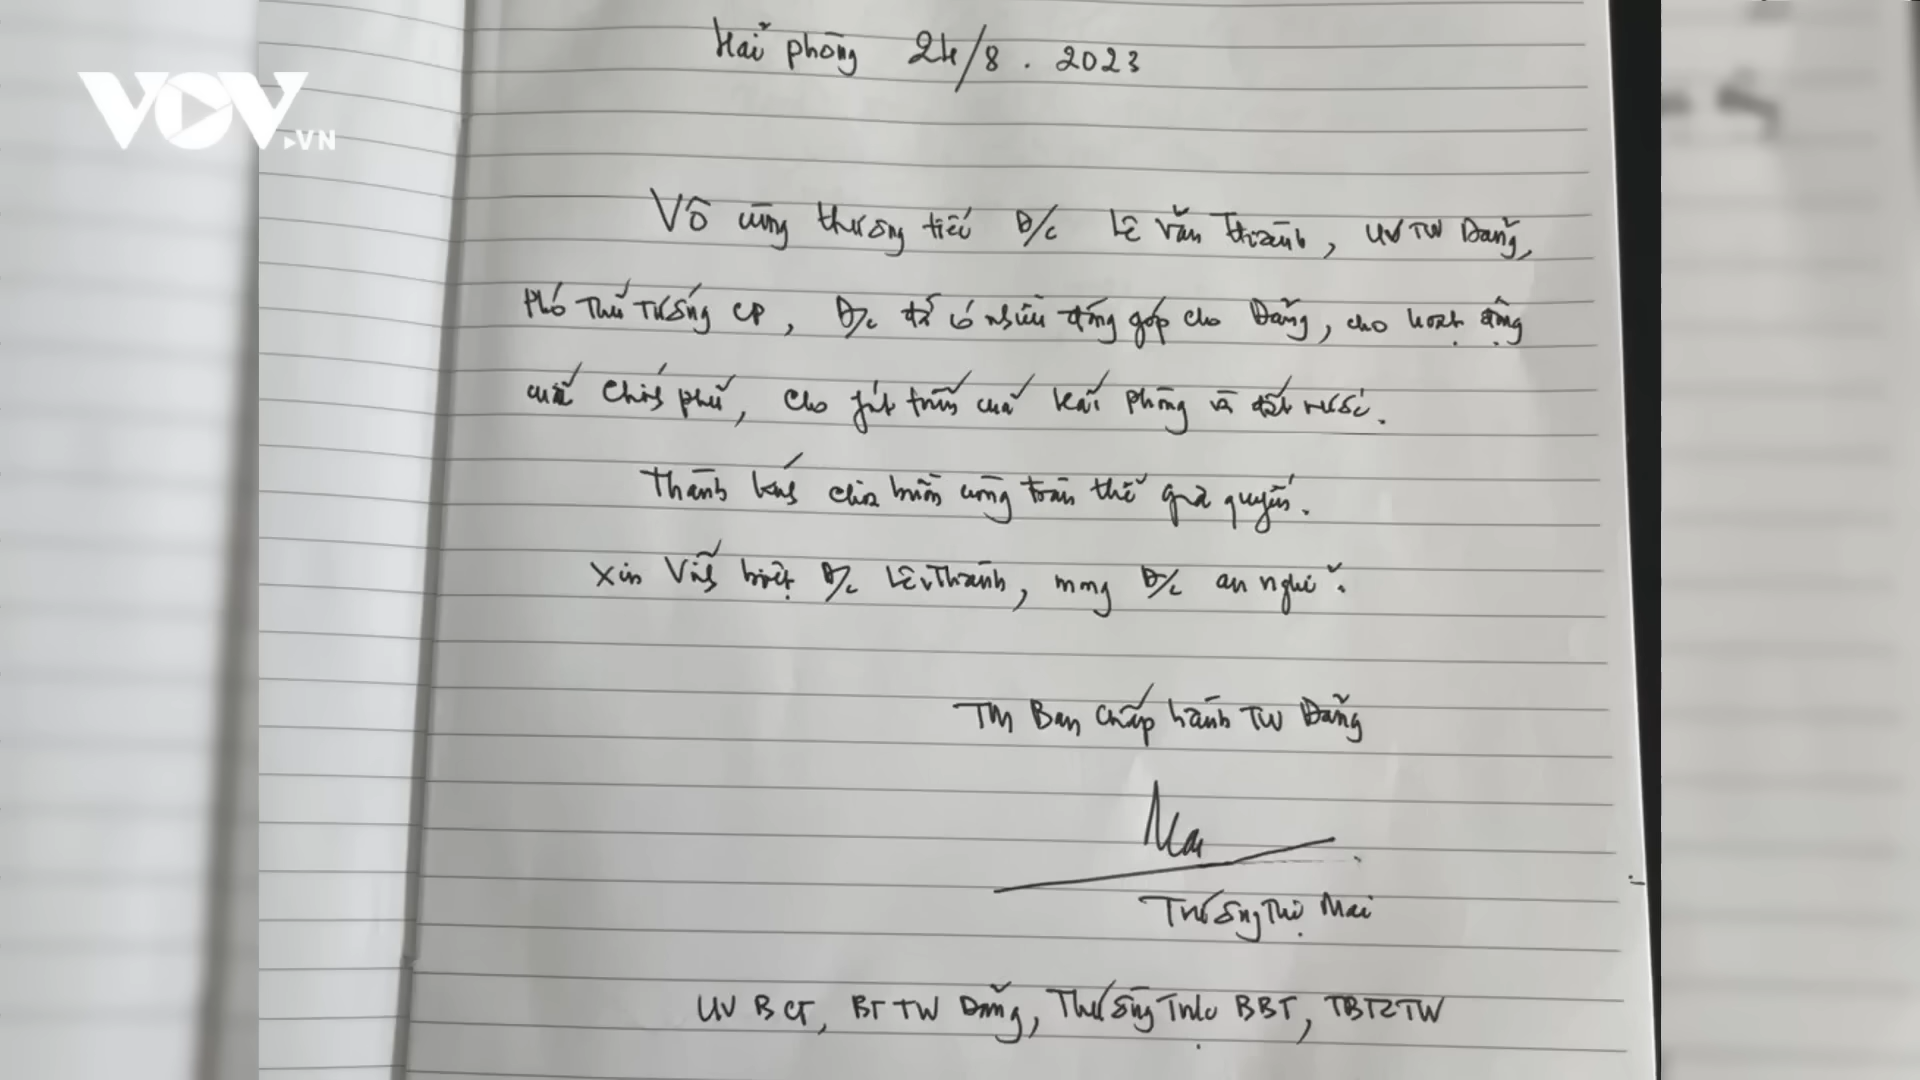 VOV.VN
Hải phòng 24/8.2023
Vô cùng thương tiếc Đ/c Lê Văn Thành, UVTW Đảng,
Phó Thủ Tướng CP, Đ/c đã có nhiều đóng góp cho Đảng, cho hoạt động
của Chính phủ, cho phát triển của Hải Phòng và đất nước.
Thành kính chia buồn cùng toàn thể gia quyến.
Xin Vĩnh biệt Đ/c Lê V Thành, mong Đ/c an nghỉ.
TM Ban Chấp hành TW Đảng
Mai
Trương Thị Mai
UV BCT, BT TW Đảng, Thường Trực BBT, TBTCTW